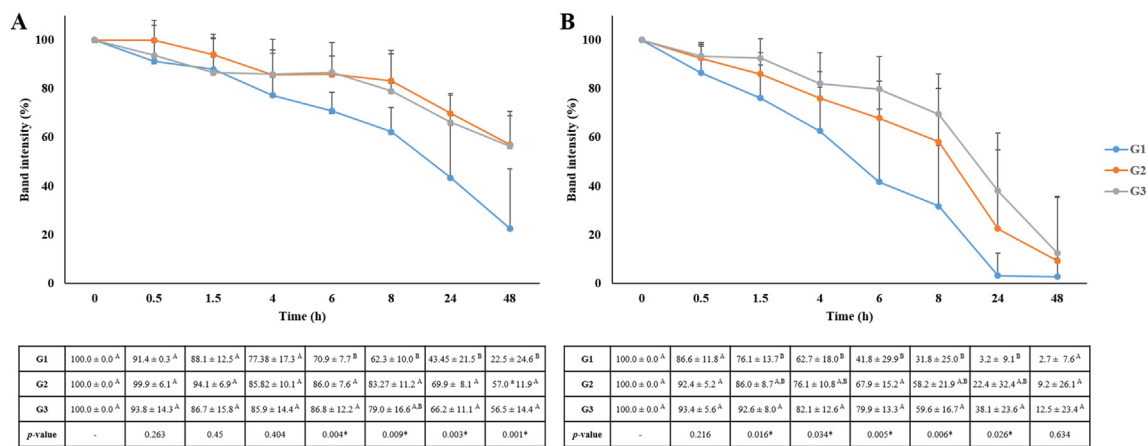 A
B
Band intensity (%)
100
80
60
40
20
0
0 0.5 1.5 4 6 8 24 48
Time (h)
Band intensity (%)
100
80
60
40
20
0
0 0.5 1.5 4 6 8 24 48
Time (h)
G1
G2
G3
G1 100.0 ± 0.0 A 91.4 ± 0.3 A 88.1 ± 12.5 A 77.38 ± 17.3 A 70.9 ± 7.7 B 62.3 ± 10.0 B 43.45 ± 21.5 B 22.5 ± 24.6 B
G2 100.0 ± 0.0 A 99.9 ± 6.1 A 94.1 ± 6.9 A 85.82 ± 10.1 A 86.0 ± 7.6 A 83.27 ± 11.2 A 69.9 ± 8.1 A 57.0 ± 11.9 A
G3 100.0 ± 0.0 A 93.8 ± 14.3 A 86.7 ± 15.8 A 85.9 ± 14.4 A 86.8 ± 12.2 A 79.0 ± 16.6 A,B 66.2 ± 11.1 A 56.5 ± 14.4 A
p-value - 0.263 0.45 0.404 0.004* 0.009* 0.003* 0.001*
G1 100.0 ± 0.0 A 86.6 ± 11.8 A 76.1 ± 13.7 B 62.7 ± 18.0 B 41.8 ± 29.9 B 31.8 ± 25.0 B 3.2 ± 9.1 B 2.7 ± 7.6 A
G2 100.0 ± 0.0 A 92.4 ± 5.2 A 86.0 ± 8.7 A,B 76.1 ± 10.8 A,B 67.9 ± 15.2 A 58.2 ± 21.9 A,B 22.4 ± 32.4 A,B 9.2 ± 26.1 A
G3 100.0 ± 0.0 A 93.4 ± 5.6 A 92.6 ± 8.0 A 82.1 ± 12.6 A 79.9 ± 13.3 A 59.6 ± 16.7 A 38.1 ± 23.6 A 12.5 ± 23.4 A
p-value - 0.216 0.016* 0.034* 0.005* 0.006* 0.026* 0.634